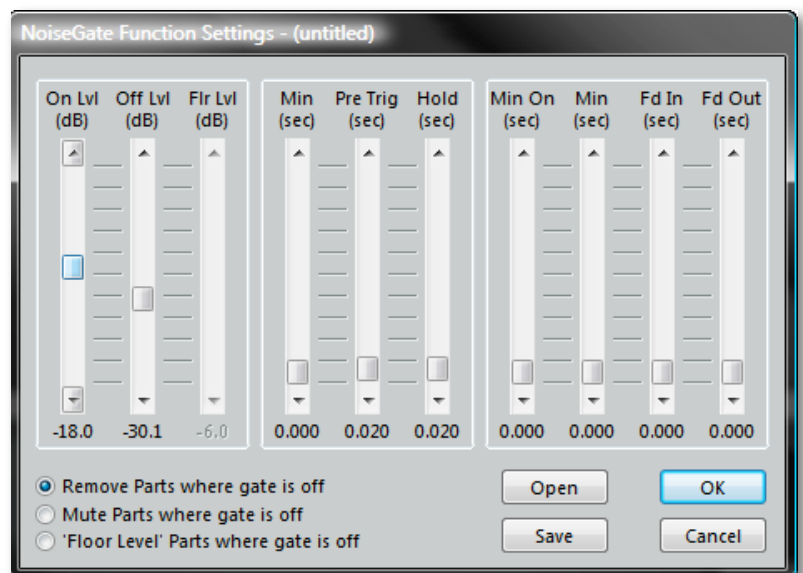 NoiseGate Function Settings - (untitled)
On Lvl Off Lvl Flr Lvl Min Pre Trig Hold Min On Min Fd In Fd Out
(dB) (dB) (dB) (sec) (sec) (sec) (sec) (sec) (sec) (sec)
-18.0 -30.1 -6.0 0.000 0.020 0.020 0.000 0.000 0.000 0.000
Remove Parts where gate is off
Mute Parts where gate is off
'Floor Level' Parts where gate is off
Open OK
Save Cancel